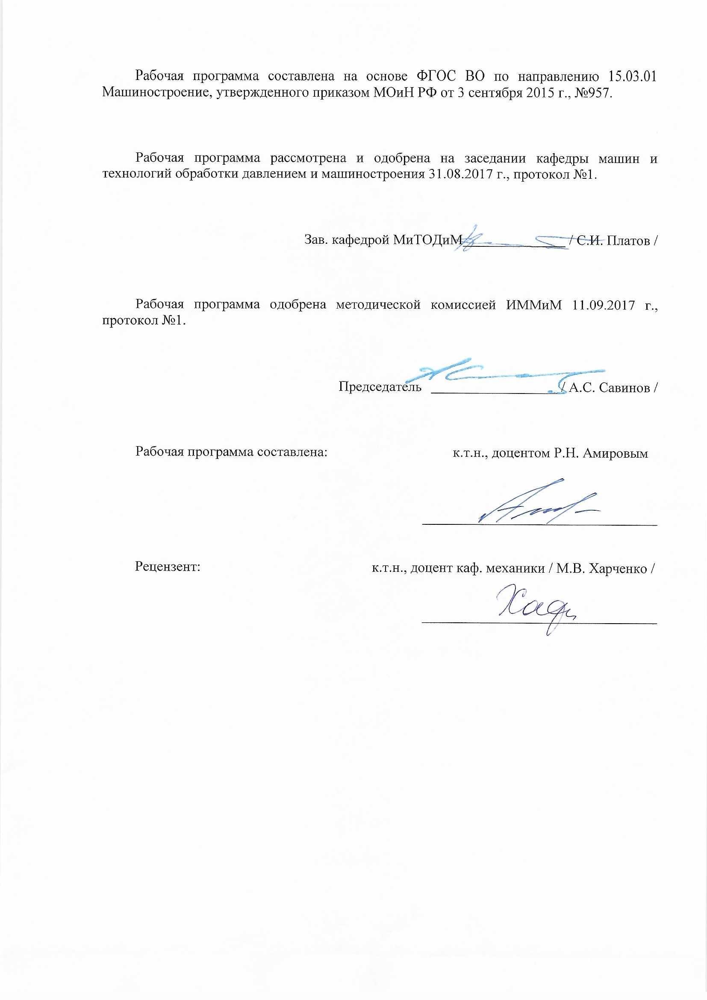 Рабочая программа составлена на основе ФГОС ВО по направлению 15.03.01
Машиностроение, утвержденного приказом МОиН РФ от 3 сентября 2015 г., №957.
Рабочая программа рассмотрена и одобрена на заседании кафедры машин и
технологий обработки давлением и машиностроения 31.08.2017 г., протокол №1.
Зав. кафедрой МиТОДиМ / С.И. Платов /
Рабочая программа одобрена методической комиссией ИММиМ 11.09.2017 г.,
протокол №1.
Председатель / А.С. Савинов /
Рабочая программа составлена: к.т.н., доцентом Р.Н. Амировым
Рецензент: к.т.н., доцент каф. механики / М.В. Харченко /